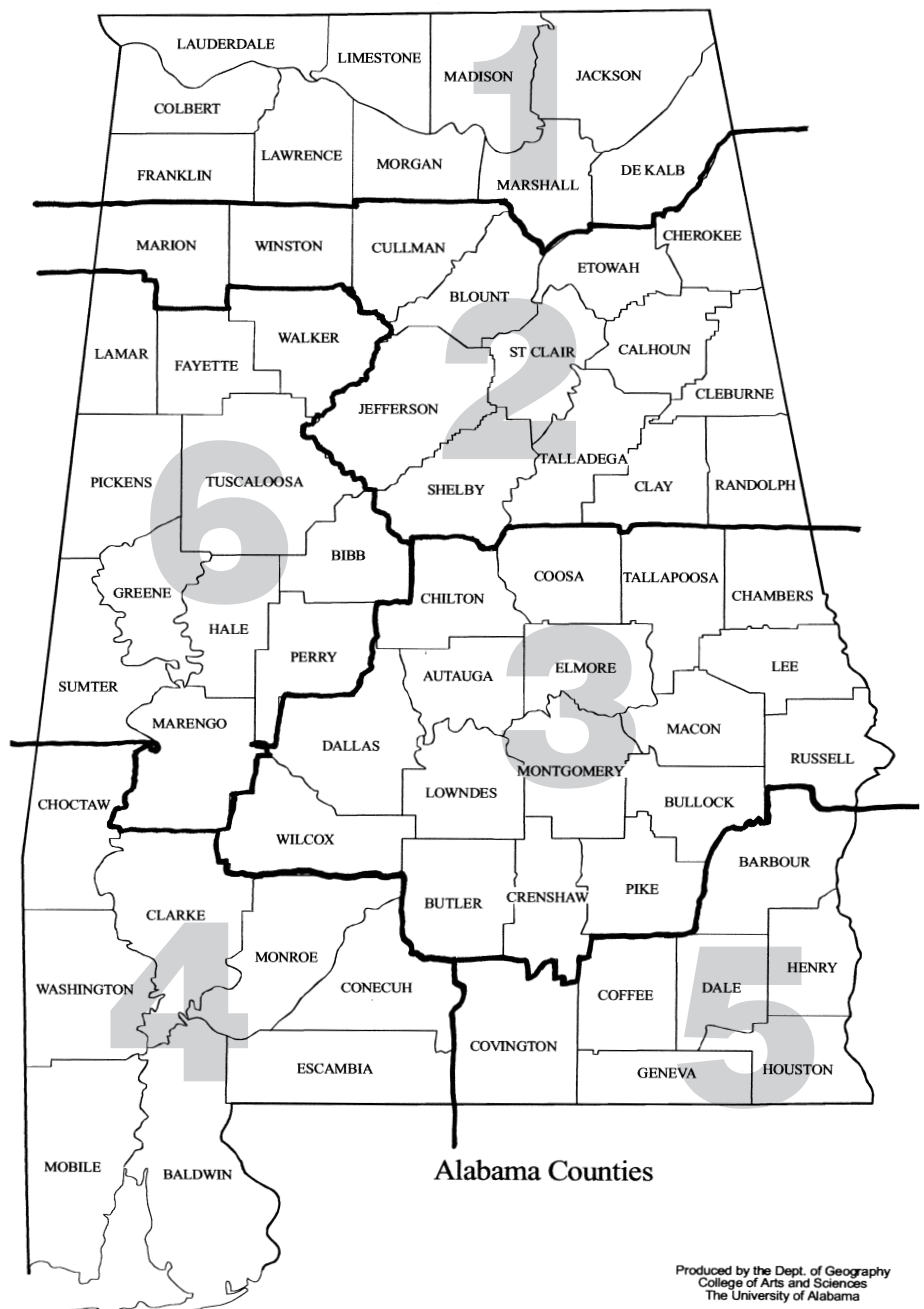 LAUDERDALE
LIMESTONE
MADISON
JACKSON
1
COLBERT
LAWRENCE
MORGAN
FRANKLIN
MARSHALL
DE KALB
MARION
WINSTON
CULLMAN
CHEROKEE
ETOWAH
BLOUNT
LAMAR
FAYETTE
WALKER
2
ST CLAIR
CALHOUN
JEFFERSON
CLEBURNE
PICKENS
TUSCALOOSA
6
SHELBY
TALLADEGA
CLAY
RANDOLPH
BIBB
GREENE
HALE
CHILTON
COOSA
TALLAPOOSA
CHAMBERS
PERRY
AUTAUGA
ELMORE
3
LEE
SUMTER
MARENGO
DALLAS
MACON
MONTGOMERY
RUSSELL
CHOCTAW
LOWNDES
BULLOCK
WILCOX
BARBOUR
CLARKE
BUTLER
CRENSHAW
PIKE
MONROE
WASHINGTON
4
CONECUH
COFFEE
DALE
5
HENRY
COVINGTON
ESCAMBIA
GENEVA
HOUSTON
MOBILE
BALDWIN
Alabama Counties
Produced by the Dept. of Geography
College of Arts and Sciences
The University of Alabama